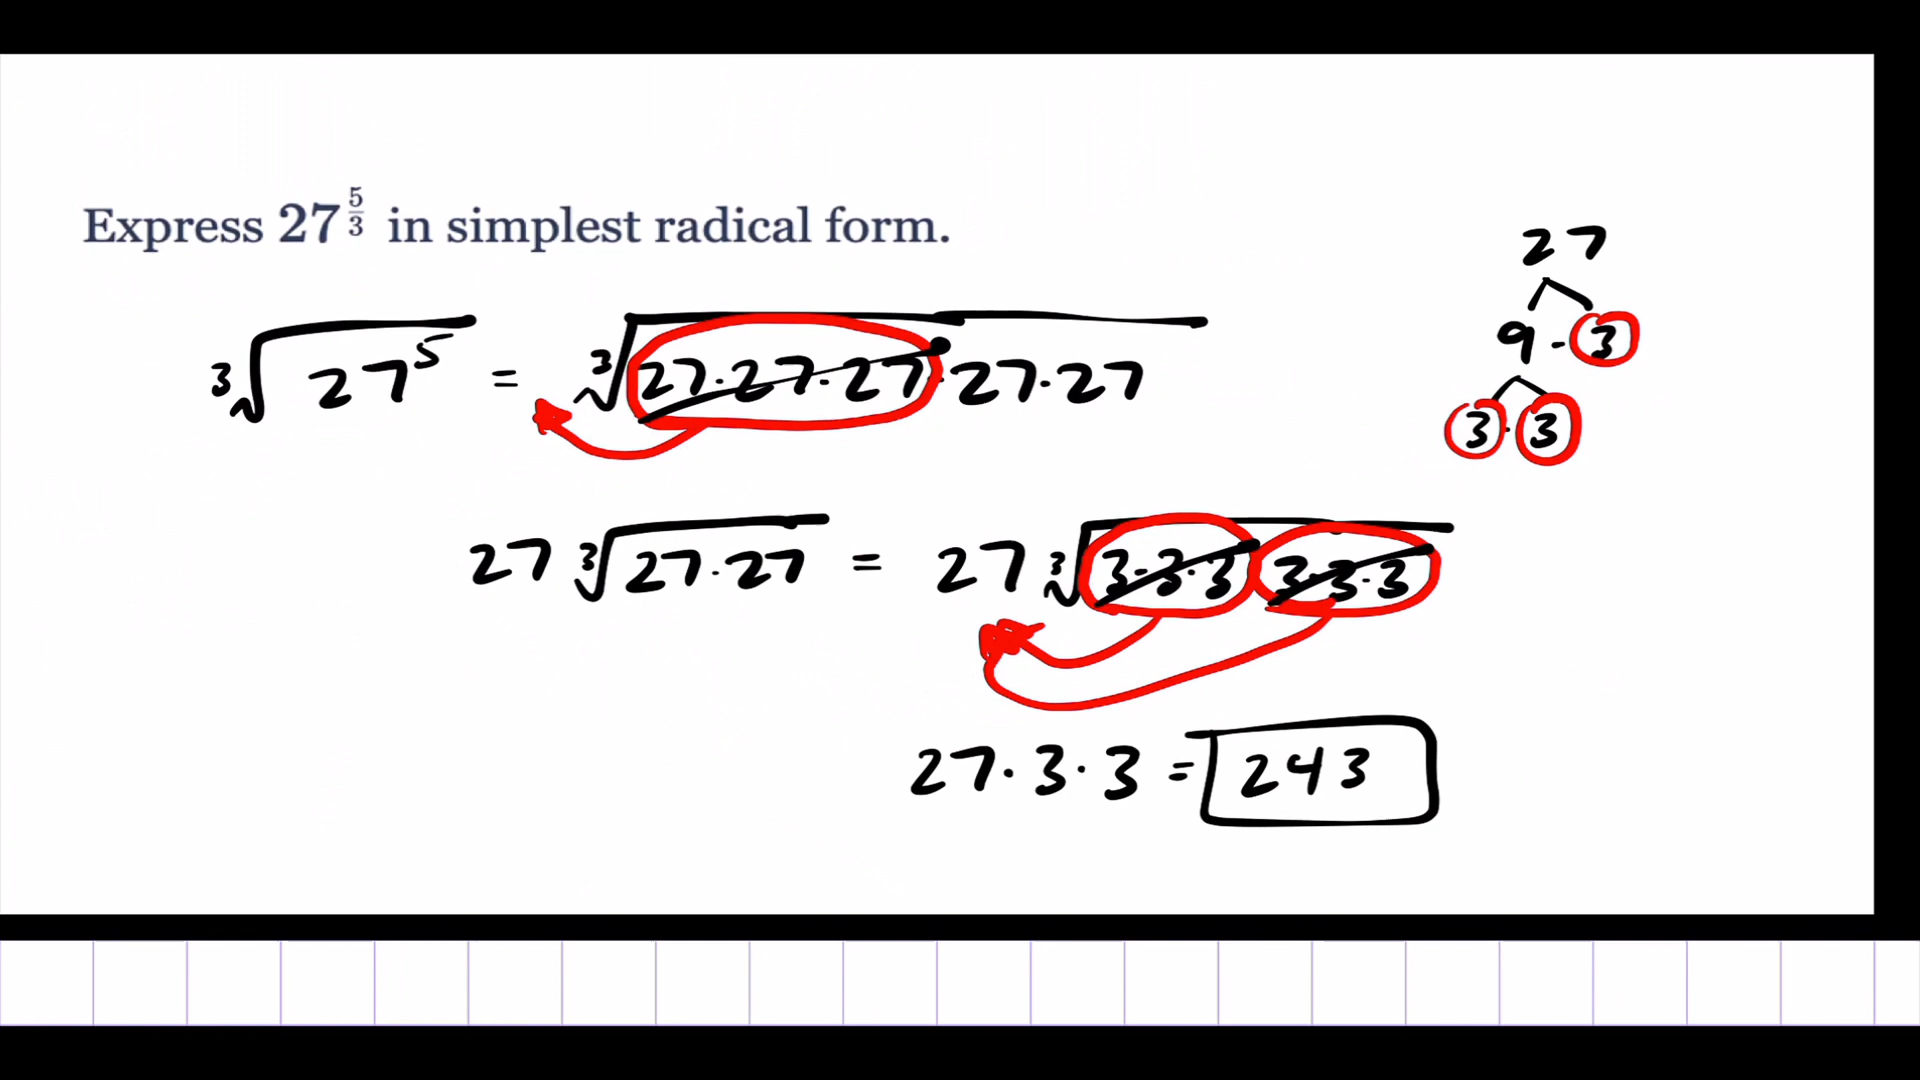 Express 27^(5/3) in simplest radical form.
∛(27⁵) = ∛(27·27·27·27·27)
27 ∛(27·27) = 27 ∛(3·3·3 3·3·3)
27·3·3 = 243
27
9·3
3·3